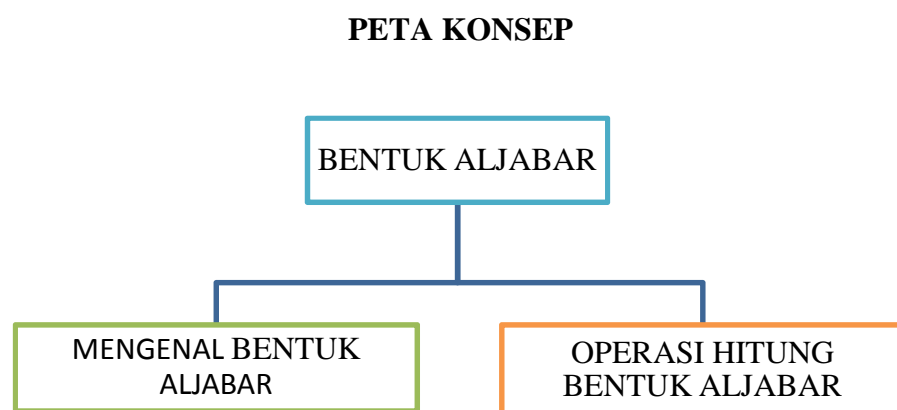 PETA KONSEP
BENTUK ALJABAR
MENGENAL BENTUK
ALJABAR
OPERASI HITUNG
BENTUK ALJABAR